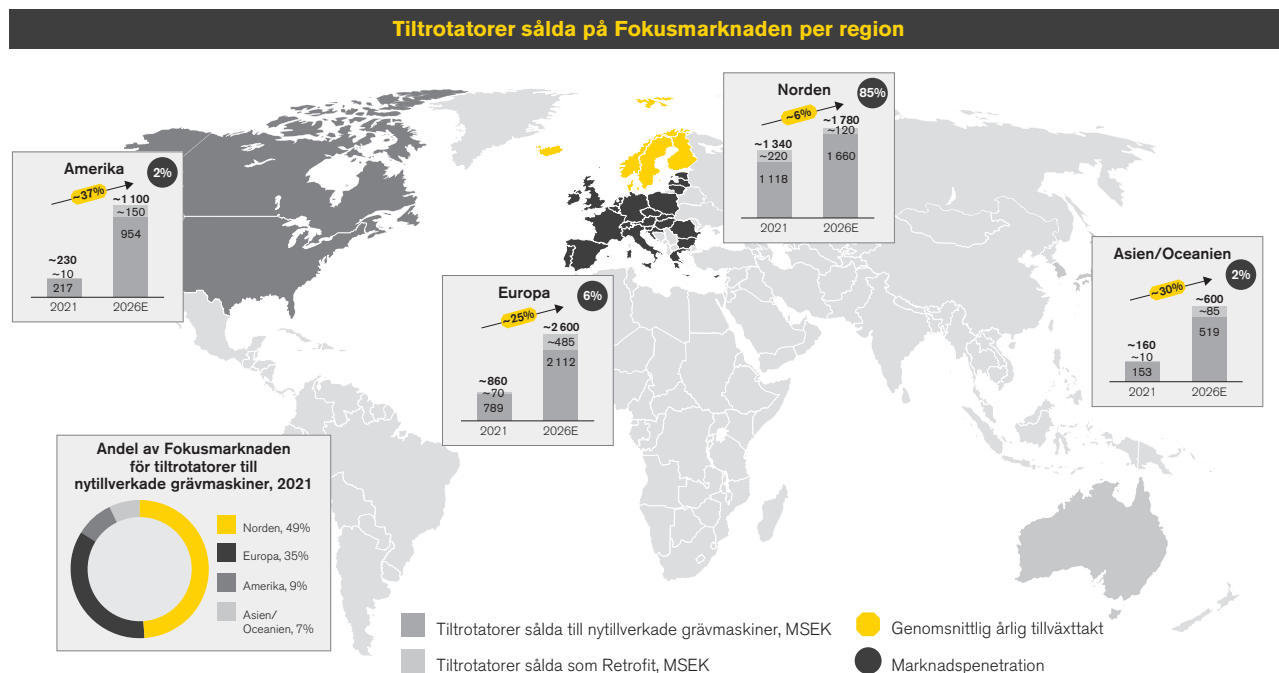 Tiltrotatorer sålda på Fokusmarknaden per region
Norden
85%
~6%
~1 780
~120
1 660
~1 340
~220
1 118
2021
2026E
Amerika
2%
~37%
~1 100
~150
954
~230
~10
217
2021
2026E
Asien/Oceanien
2%
~30%
~600
~85
519
~160
~10
153
2021
2026E
Europa
6%
~25%
~2 600
~485
2 112
~860
~70
789
2021
2026E
Andel av Fokusmarknaden
för tiltrotatorer till
nytillverkade grävmaskiner, 2021
Norden, 49%
Europa, 35%
Amerika, 9%
Asien/
Oceanien, 7%
Tiltrotatorer sålda till nytillverkade grävmaskiner, MSEK
Tiltrotatorer sålda som Retrofit, MSEK
Genomsnittlig årlig tillväxttakt
Marknadspenetration